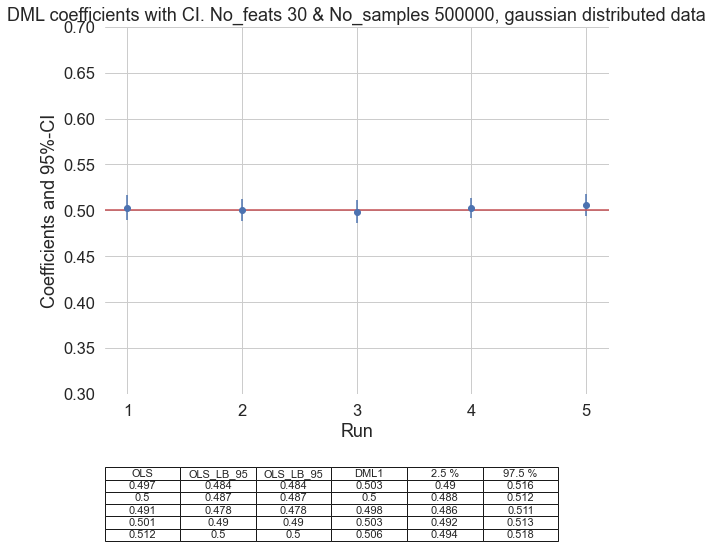 DML coefficients with CI. No_feats 30 & No_samples 500000, gaussian distributed data
0.70
0.65
0.60
0.55
0.50
0.45
0.40
0.35
0.30
Coefficients and 95%-CI
1 2 3 4 5
Run
OLS OLS_LB_95 OLS_LB_95 DML1 2.5 % 97.5 %
0.497 0.484 0.484 0.503 0.49 0.516
0.5 0.487 0.487 0.5 0.488 0.512
0.491 0.478 0.478 0.498 0.486 0.511
0.501 0.49 0.49 0.503 0.492 0.513
0.512 0.5 0.5 0.506 0.494 0.518